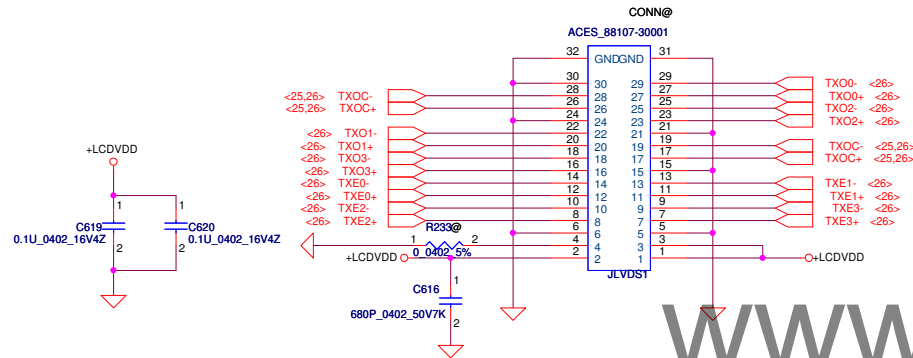 CONN@
ACES_88107-30001
32 GNDGND 31
30 30 29 29 TXO0- <26>
<25,26> TXOC- 28 28 27 27 TXO0+ <26>
<25,26> TXOC+ 26 26 25 25 TXO2- <26>
24 24 23 23 TXO2+ <26>
<26> TXO1- 22 22 21 21
<26> TXO1+ 20 20 19 19 TXOC- <25,26>
<26> TXO3- 18 18 17 17 TXOC+ <25,26>
<26> TXO3+ 16 16 15 15
<26> TXE0- 14 14 13 13 TXE1- <26>
<26> TXE0+ 12 12 11 11 TXE1+ <26>
<26> TXE2- 10 10 9 9 TXE3- <26>
<26> TXE2+ 8 8 7 7 TXE3+ <26>
6 6 5 5
R233@
1 2 4 4 3 3
0_0402_5%
+LCDVDD 2 2 1 1 +LCDVDD
JLVDS1
C616
1
680P_0402_50V7K
2
+LCDVDD
1 1
C619 C620
0.1U_0402_16V4Z 0.1U_0402_16V4Z
2 2
WWW